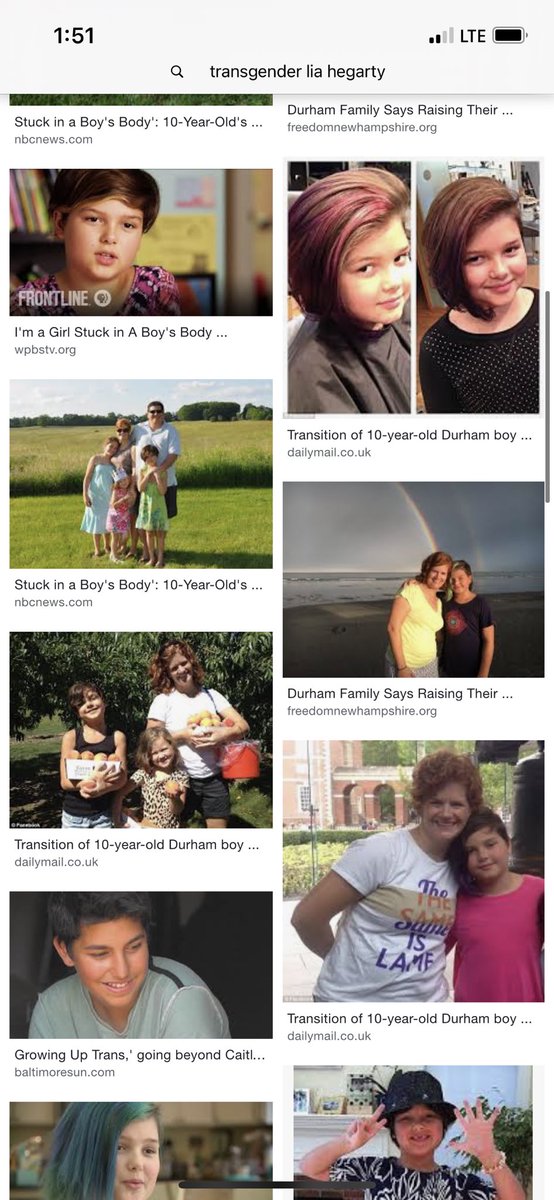 1:51
LTE
transgender lia hegarty
Stuck in a Boy's Body': 10-Year-Old's ...
nbcnews.com
Durham Family Says Raising Their ...
freedomnewhampshire.org
FRONTLINE PBS
I'm a Girl Stuck in A Boy's Body ...
wpbstv.org
Transition of 10-year-old Durham boy ...
dailymail.co.uk
Stuck in a Boy's Body': 10-Year-Old's ...
nbcnews.com
Durham Family Says Raising Their ...
freedomnewhampshire.org
© Facebook
Transition of 10-year-old Durham boy ...
dailymail.co.uk
The
SAME
Same
IS
LAME
© Facebook
Transition of 10-year-old Durham boy ...
dailymail.co.uk
Growing Up Trans,' going beyond Caitl...
baltimoresun.com